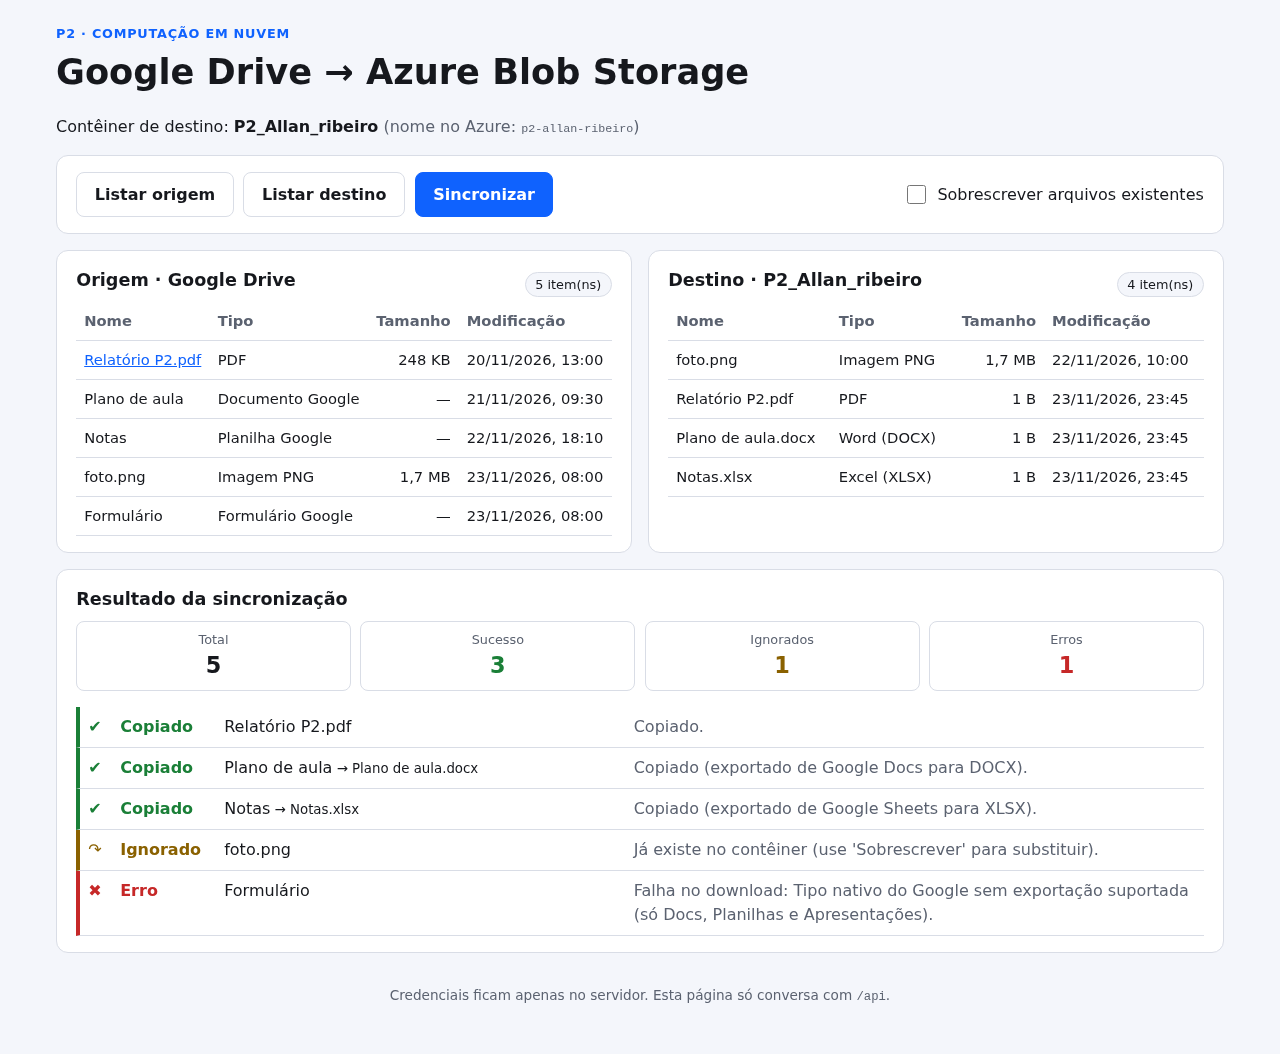 P2 · COMPUTAÇÃO EM NUVEM
Google Drive → Azure Blob Storage
Contêiner de destino: P2_Allan_ribeiro (nome no Azure: p2-allan-ribeiro)
Listar origem Listar destino Sincronizar Sobrescrever arquivos existentes
Origem · Google Drive 5 item(ns)
Nome Tipo Tamanho Modificação
Relatório P2.pdf PDF 248 KB 20/11/2026, 13:00
Plano de aula Documento Google — 21/11/2026, 09:30
Notas Planilha Google — 22/11/2026, 18:10
foto.png Imagem PNG 1,7 MB 23/11/2026, 08:00
Formulário Formulário Google — 23/11/2026, 08:00
Destino · P2_Allan_ribeiro 4 item(ns)
Nome Tipo Tamanho Modificação
foto.png Imagem PNG 1,7 MB 22/11/2026, 10:00
Relatório P2.pdf PDF 1 B 23/11/2026, 23:45
Plano de aula.docx Word (DOCX) 1 B 23/11/2026, 23:45
Notas.xlsx Excel (XLSX) 1 B 23/11/2026, 23:45
Resultado da sincronização
Total Sucesso Ignorados Erros
5 3 1 1
✔ Copiado Relatório P2.pdf Copiado.
✔ Copiado Plano de aula → Plano de aula.docx Copiado (exportado de Google Docs para DOCX).
✔ Copiado Notas → Notas.xlsx Copiado (exportado de Google Sheets para XLSX).
↷ Ignorado foto.png Já existe no contêiner (use 'Sobrescrever' para substituir).
✖ Erro Formulário Falha no download: Tipo nativo do Google sem exportação suportada
(só Docs, Planilhas e Apresentações).
Credenciais ficam apenas no servidor. Esta página só conversa com /api.